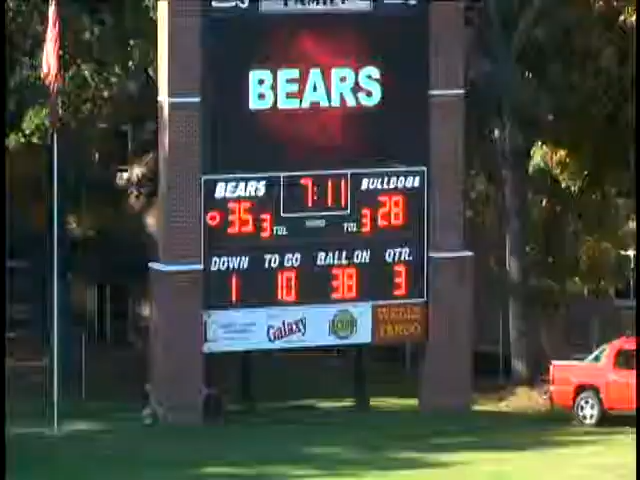 FAMILY
BEARS
BEARS 7:11 BULLDOGS
35 3 TOL TOL 3 28
DOWN TO GO BALL ON QTR.
1 10 38 3
Galaxy WELLS
FARGO